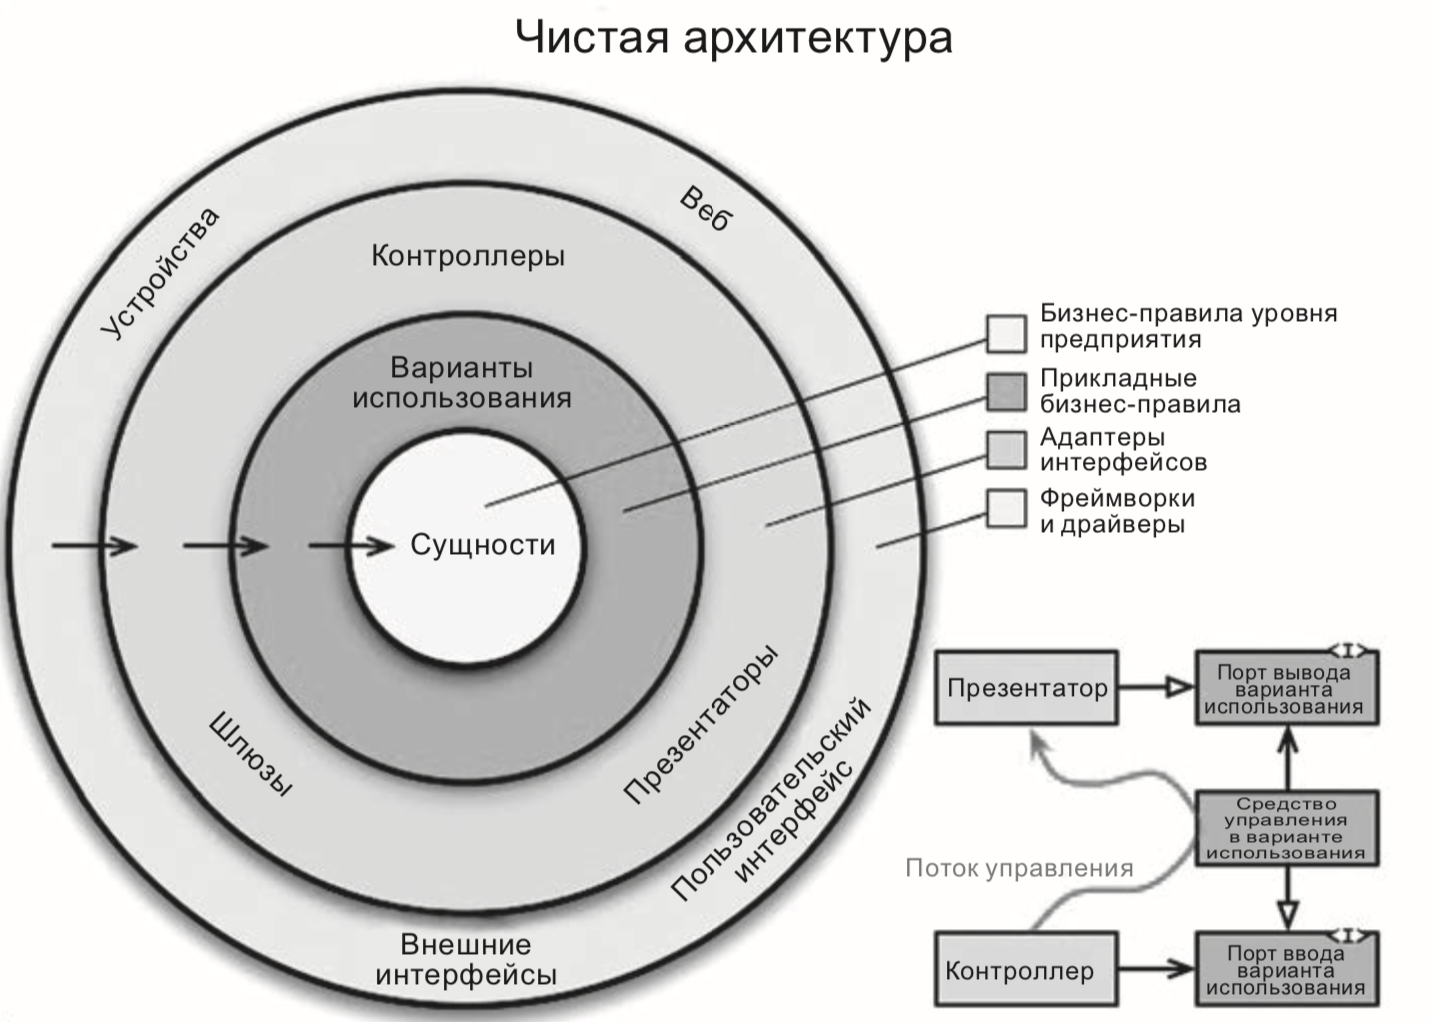 Чистая архитектура
Устройства
Веб
Контроллеры
Варианты
использования
Сущности
Шлюзы
Презентаторы
Пользовательский
интерфейс
Внешние
интерфейсы
Бизнес-правила уровня
предприятия
Прикладные
бизнес-правила
Адаптеры
интерфейсов
Фреймворки
и драйверы
Презентатор
<I>
Порт вывода
варианта
использования
Средство
управления
в варианте
использования
Поток управления
Контроллер
<I>
Порт ввода
варианта
использования